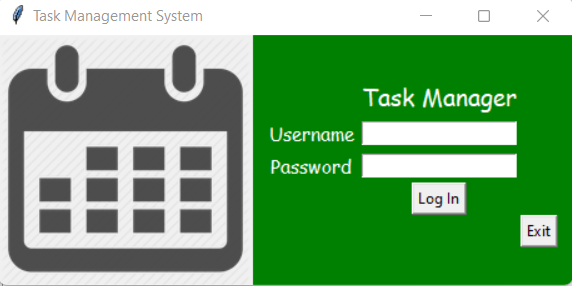 Task Management System
Task Manager
Username
Password
Log In
Exit